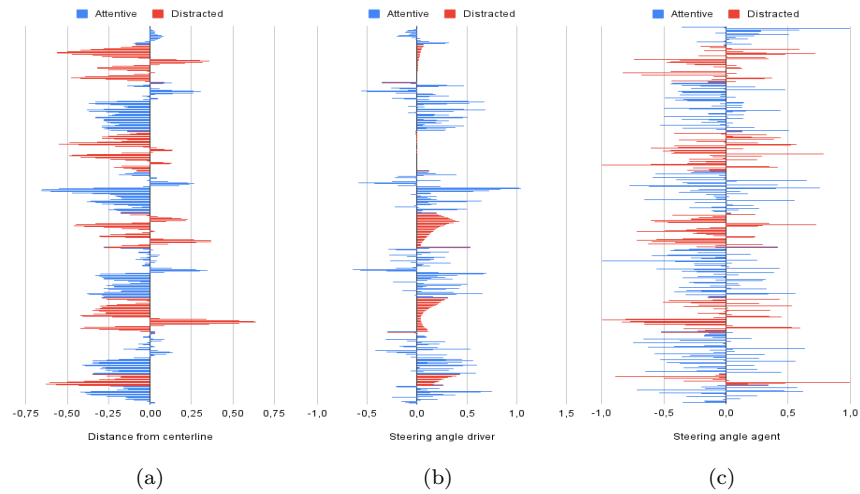 Attentive Distracted
Attentive Distracted
Attentive Distracted
-0,75 -0,50 -0,25 0,00 0,25 0,50 0,75
-1,0 -0,5 0,0 0,5 1,0 1,5
-1,0 -0,5 0,0 0,5 1,0
Distance from centerline
Steering angle driver
Steering angle agent
(a)
(b)
(c)